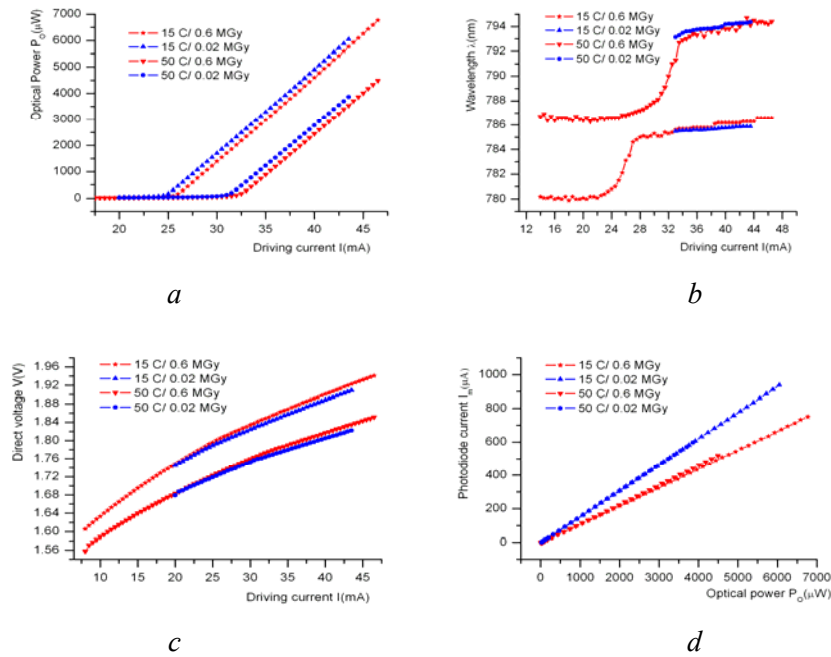 7000
6000
5000
4000
3000
2000
1000
0
Optical Power P_O(μW)
15 C/ 0.6 MGy
15 C/ 0.02 MGy
50 C/ 0.6 MGy
50 C/ 0.02 MGy
20 25 30 35 40 45
Driving current I(mA)
a
794
792
790
788
786
784
782
780
Wavelength λ(nm)
15 C/ 0.6 MGy
15 C/ 0.02 MGy
50 C/ 0.6 MGy
50 C/ 0.02 MGy
12 16 20 24 28 32 36 40 44 48
Driving current I(mA)
b
1.96
1.92
1.88
1.84
1.80
1.76
1.72
1.68
1.64
1.60
1.56
Direct voltage V(V)
15 C/ 0.6 MGy
15 C/ 0.02 MGy
50 C/ 0.6 MGy
50 C/ 0.02 MGy
10 15 20 25 30 35 40 45
Driving current I(mA)
c
1000
800
600
400
200
0
Photodiode current I_m(μA)
15 C/ 0.6 MGy
15 C/ 0.02 MGy
50 C/ 0.6 MGy
50 C/ 0.02 MGy
0 1000 2000 3000 4000 5000 6000 7000
Optical power P_O(μW)
d